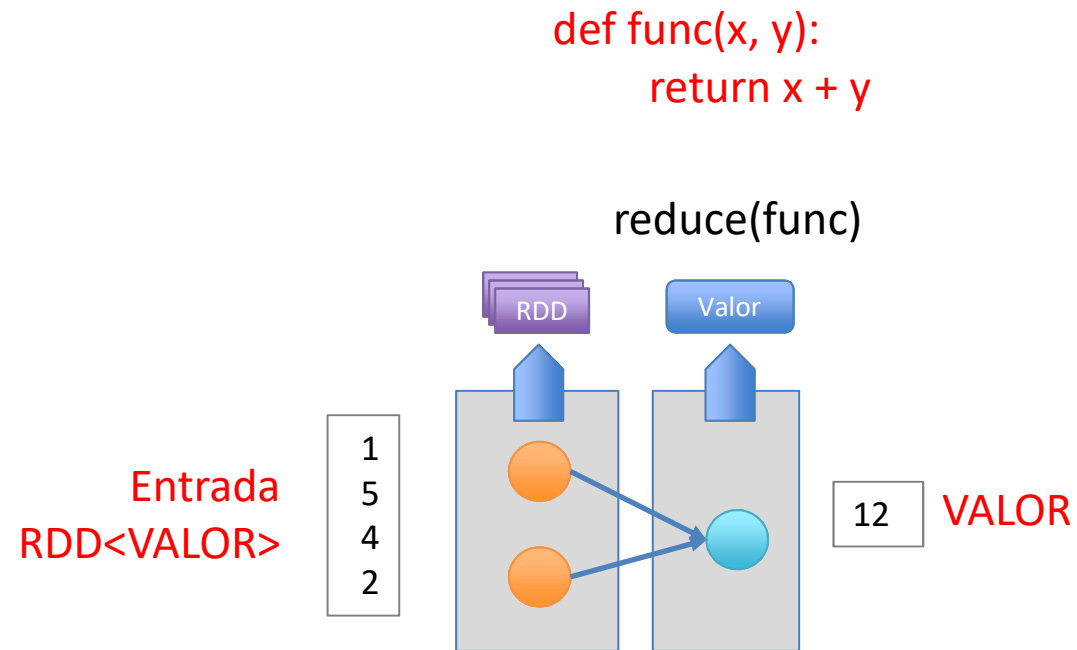 def func(x, y):
return x + y
reduce(func)
RDD
Valor
Entrada
RDD<VALOR>
1
5
4
2
12
VALOR